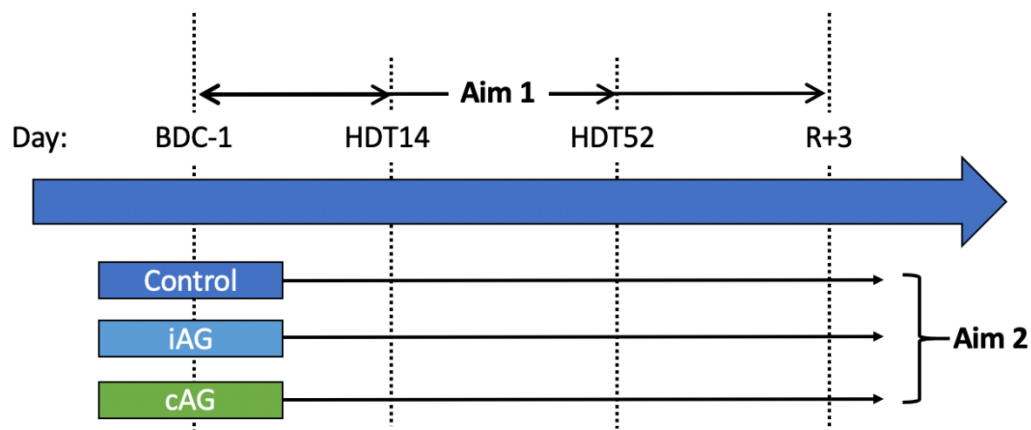 Aim 1
Day: BDC-1 HDT14 HDT52 R+3
Control
iAG
Aim 2
cAG